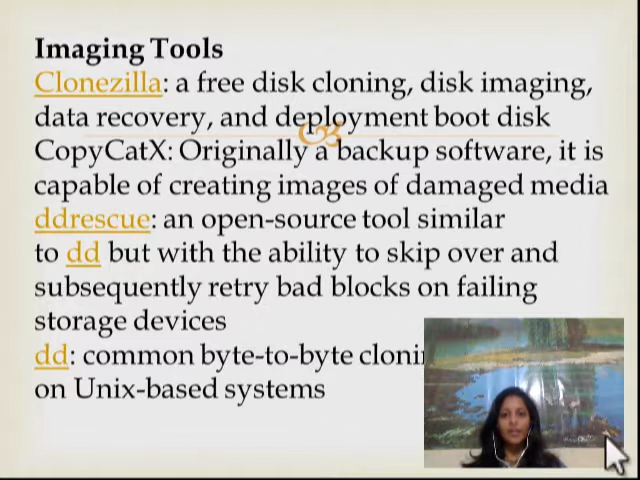 Imaging Tools
Clonezilla: a free disk cloning, disk imaging,
data recovery, and deployment boot disk
CopyCatX: Originally a backup software, it is
capable of creating images of damaged media
ddrescue: an open-source tool similar
to dd but with the ability to skip over and
subsequently retry bad blocks on failing
storage devices
dd: common byte-to-byte
on Unix-based systems